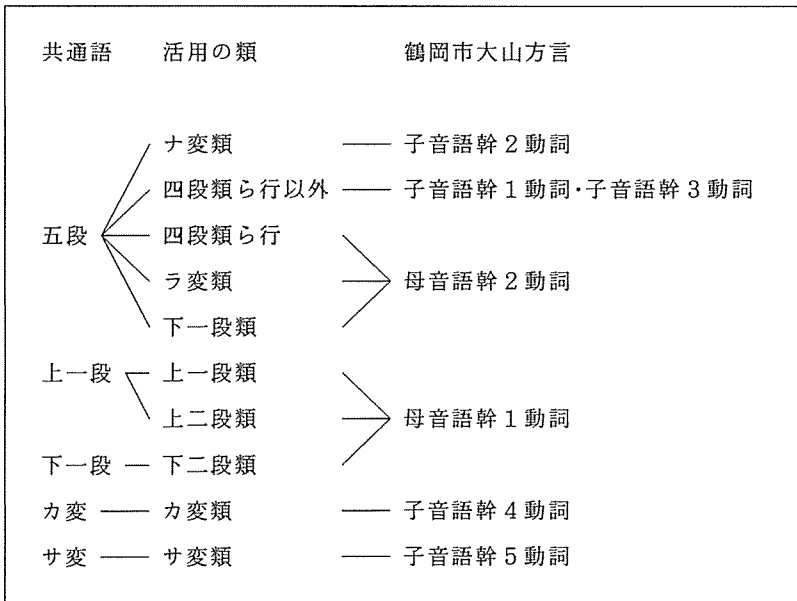 共通語 活用の類 鶴岡市大山方言
ナ変類 子音語幹2動詞
四段類ら行以外 子音語幹1動詞・子音語幹3動詞
五段 四段類ら行
ラ変類 母音語幹2動詞
下一段類
上一段 上一段類
上二段類 母音語幹1動詞
下一段 下二段類
カ変 カ変類 子音語幹4動詞
サ変 サ変類 子音語幹5動詞